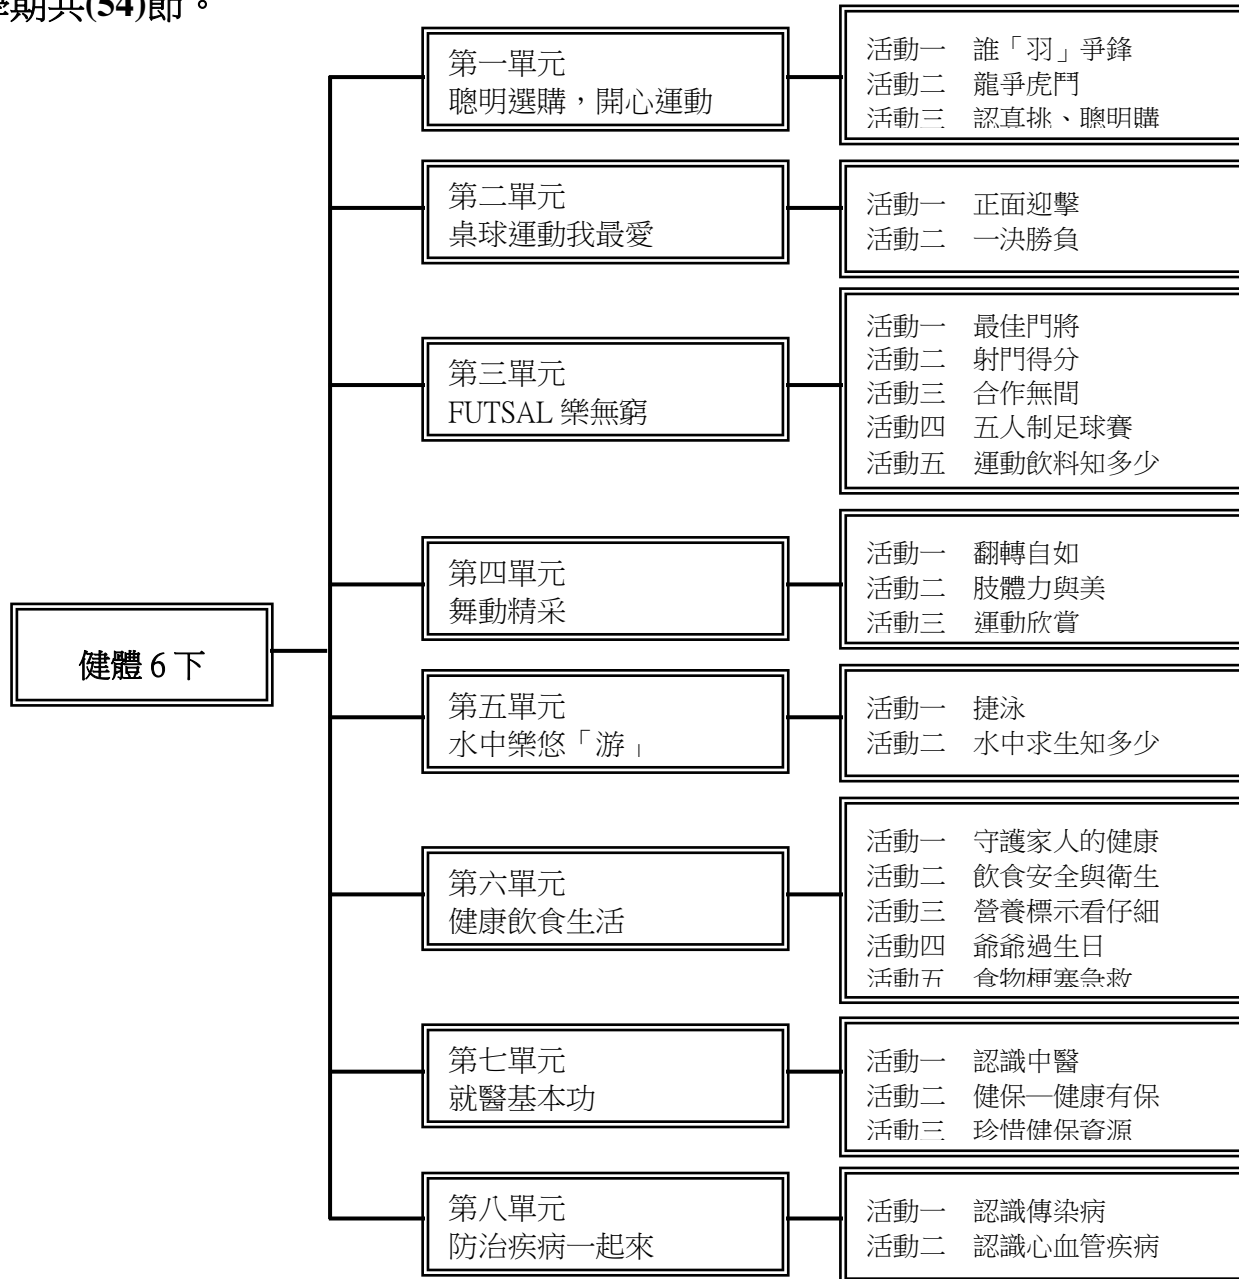 學期共(54)節。
第一單元
聰明選購，開心運動
活動一　誰「羽」爭鋒
活動二　龍爭虎鬥
活動三　認真挑、聰明購
第二單元
桌球運動我最愛
活動一　正面迎擊
活動二　一決勝負
第三單元
FUTSAL 樂無窮
活動一　最佳門將
活動二　射門得分
活動三　合作無間
活動四　五人制足球賽
活動五　運動飲料知多少
健體 6 下
第四單元
舞動精采
活動一　翻轉自如
活動二　肢體力與美
活動三　運動欣賞
第五單元
水中樂悠「游」
活動一　捷泳
活動二　水中求生知多少
第六單元
健康飲食生活
活動一　守護家人的健康
活動二　飲食安全與衛生
活動三　營養標示看仔細
活動四　爺爺過生日
活動五　食物梗塞急救
第七單元
就醫基本功
活動一　認識中醫
活動二　健保—健康有保
活動三　珍惜健保資源
第八單元
防治疾病一起來
活動一　認識傳染病
活動二　認識心血管疾病